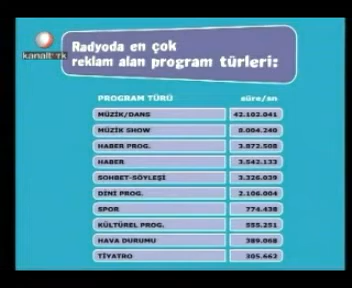 kanaltürk
Radyoda en çok
reklam alan program türleri:
PROGRAM TÜRÜ süre/sn
MÜZİK/DANS 42.102.041
MÜZİK SHOW 8.004.240
HABER PROG. 3.872.508
HABER 3.542.133
SOHBET-SÖYLEŞİ 3.326.039
DİNİ PROG. 2.106.004
SPOR 774.438
KÜLTÜREL PROG. 555.251
HAVA DURUMU 389.068
TİYATRO 305.662